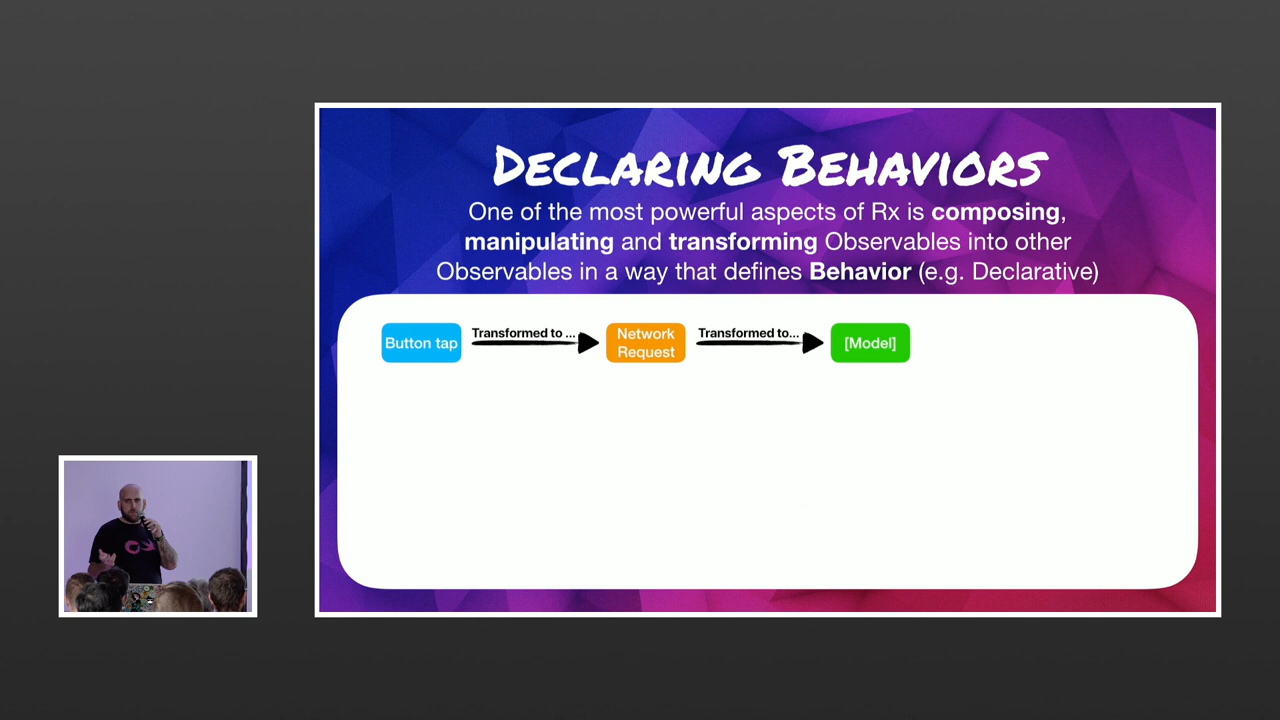 DECLARING BEHAVIORS
One of the most powerful aspects of Rx is composing,
manipulating and transforming Observables into other
Observables in a way that defines Behavior (e.g. Declarative)
Button tap
Transformed to ...
Network
Request
Transformed to...
[Model]